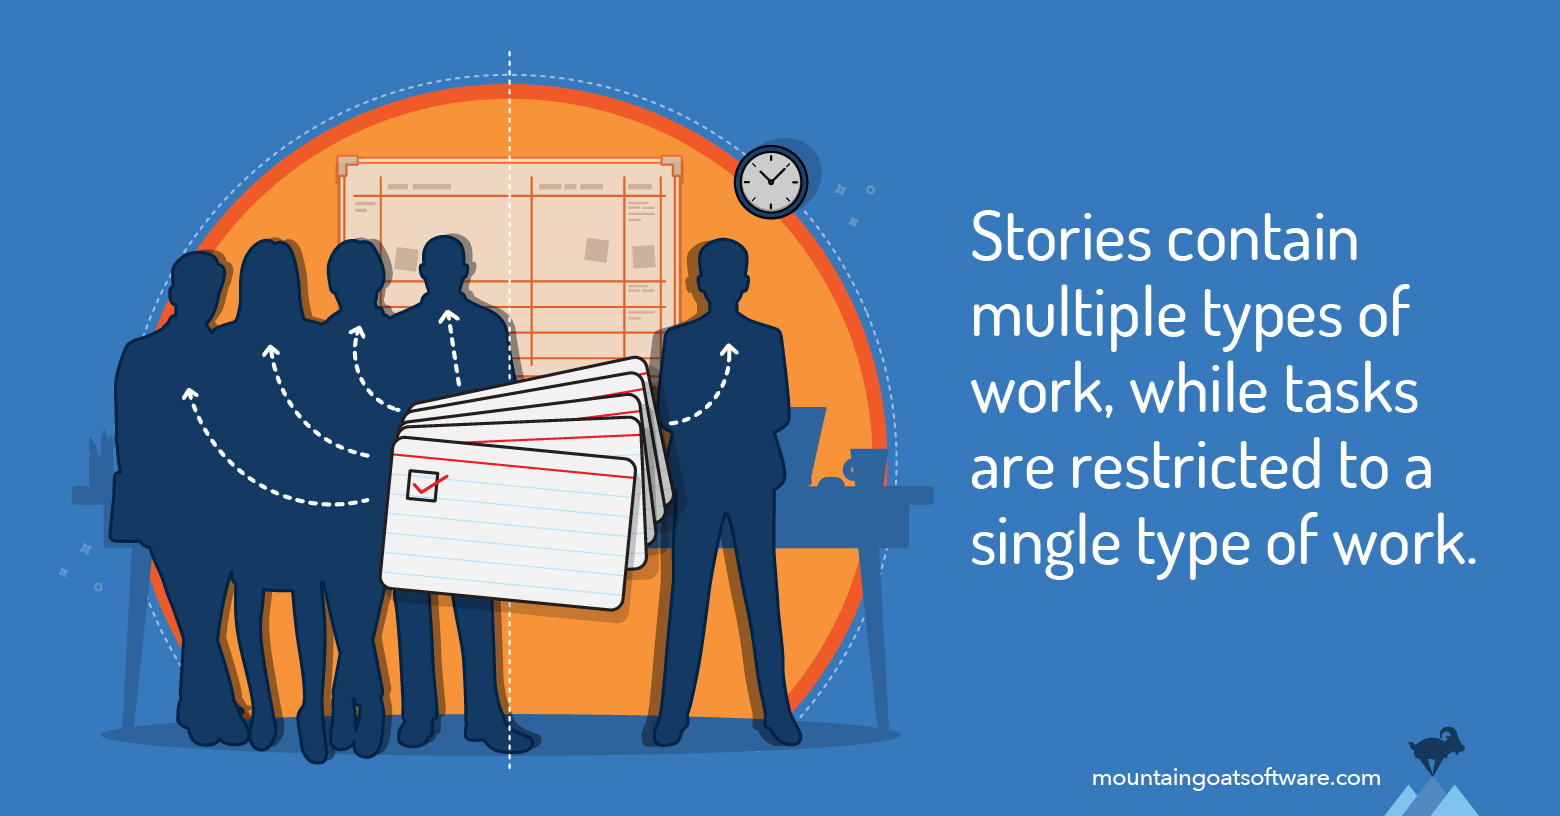 Stories contain
multiple types of
work, while tasks
are restricted to a
single type of work.
mountaingoatsoftware.com